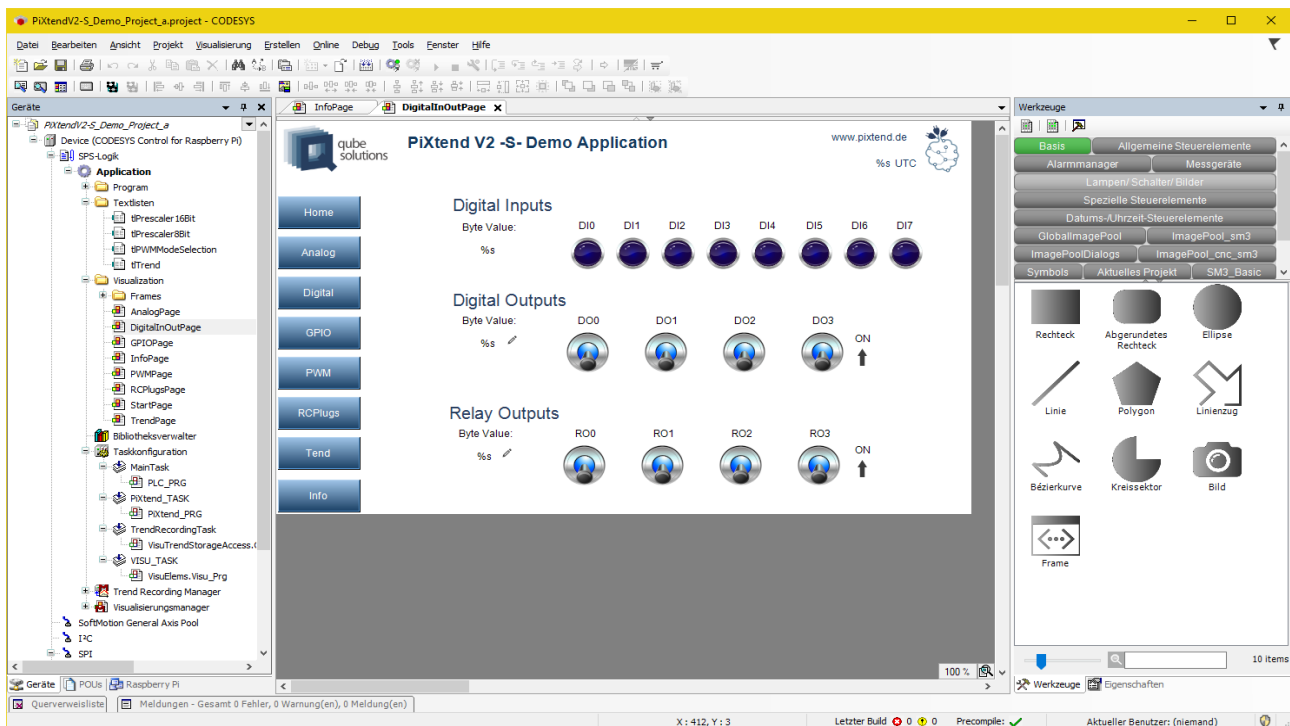 PiXtendV2-S_Demo_Project_a.project - CODESYS
Datei Bearbeiten Ansicht Projekt Visualisierung Erstellen Online Debug Tools Fenster Hilfe
Geräte
PiXtendV2-S_Demo_Project_a
Device (CODESYS Control for Raspberry Pi)
SPS-Logik
Application
Program
Textlisten
tlPrescaler16Bit
tlPrescaler8Bit
tlPWMModeSelection
tlTrend
Visualization
Frames
AnalogPage
DigitalInOutPage
GPIOPage
InfoPage
PWMPage
RCPlugsPage
StartPage
TrendPage
Bibliotheksverwalter
Taskkonfiguration
MainTask
PLC_PRG
PiXtend_TASK
PiXtend_PRG
TrendRecordingTask
VisuTrendStorageAccess.
VISU_TASK
VisuElems.Visu_Prg
Trend Recording Manager
Visualisierungsmanager
SoftMotion General Axis Pool
I²C
SPI
Geräte POUs Raspberry Pi
InfoPage DigitalInOutPage
qube solutions
PiXtend V2 -S- Demo Application
www.pixtend.de
%s UTC
Home
Analog
Digital
GPIO
PWM
RCPlugs
Tend
Info
Digital Inputs
Byte Value: DI0 DI1 DI2 DI3 DI4 DI5 DI6 DI7
%s
Digital Outputs
Byte Value: DO0 DO1 DO2 DO3
%s ON
Relay Outputs
Byte Value: RO0 RO1 RO2 RO3
%s ON
100 %
Werkzeuge
Basis Allgemeine Steuerelemente
Alarmmanager Messgeräte
Lampen/ Schalter/ Bilder
Spezielle Steuerelemente
Datums-/Uhrzeit-Steuerelemente
GlobalImagePool ImagePool_sm3
ImagePoolDialogs ImagePool_cnc_sm3
Symbols Aktuelles Projekt SM3_Basic
Rechteck Abgerundetes Rechteck Ellipse
Linie Polygon Linienzug
Bézierkurve Kreissektor Bild
Frame
10 items
Werkzeuge Eigenschaften
Querverweisliste Meldungen - Gesamt 0 Fehler, 0 Warnung(en), 0 Meldung(en)
X : 412, Y : 3 Letzter Build 0 0 Precompile: Aktueller Benutzer: (niemand)